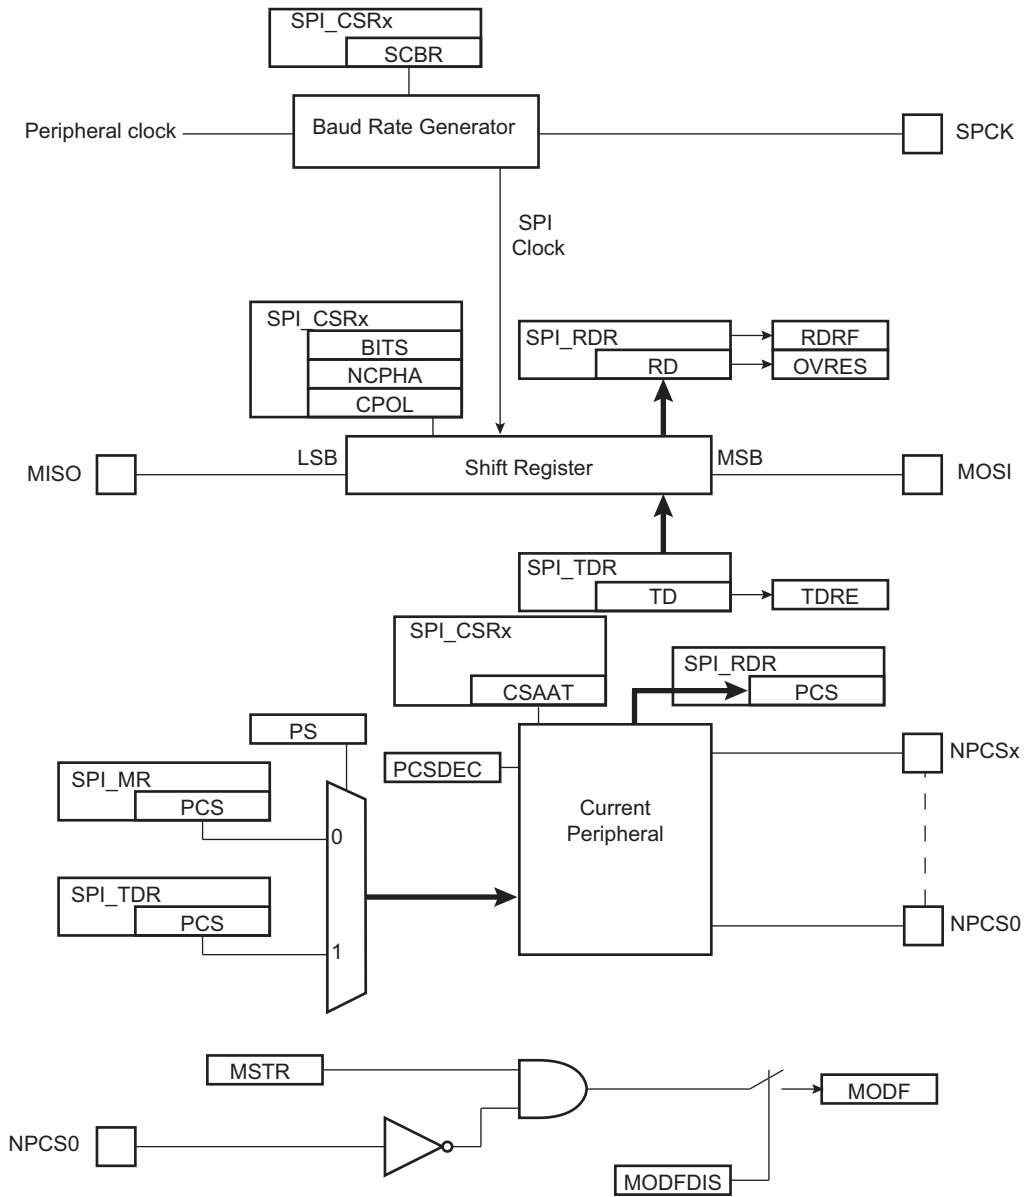 SPI_CSRx
SCBR
Peripheral clock
Baud Rate Generator
SPCK
SPI
Clock
SPI_CSRx
BITS
NCPHA
CPOL
SPI_RDR
RD
RDRF
OVRES
MISO
LSB
Shift Register
MSB
MOSI
SPI_TDR
TD
TDRE
SPI_CSRx
CSAAT
SPI_RDR
PCS
PS
PCSDEC
Current
Peripheral
NPCSx
SPI_MR
PCS
0
SPI_TDR
PCS
1
NPCS0
MSTR
MODF
NPCS0
MODFDIS